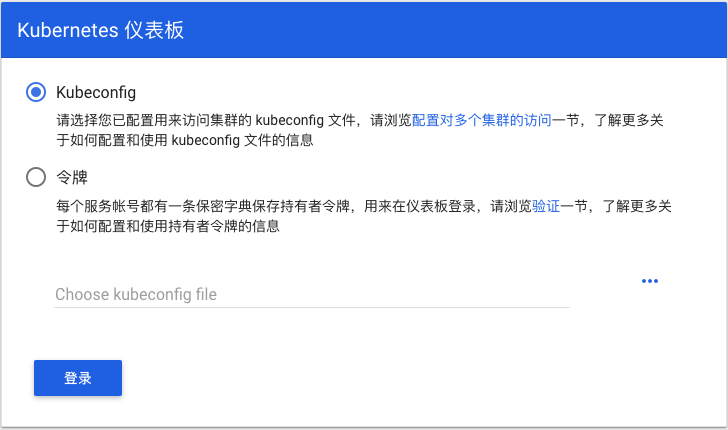 Kubernetes 仪表板
Kubeconfig
请选择您已配置用来访问集群的 kubeconfig 文件，请浏览配置对多个集群的访问一节，了解更多关
于如何配置和使用 kubeconfig 文件的信息
令牌
每个服务帐号都有一条保密字典保存持有者令牌，用来在仪表板登录，请浏览验证一节，了解更多关
于如何配置和使用持有者令牌的信息
Choose kubeconfig file
登录